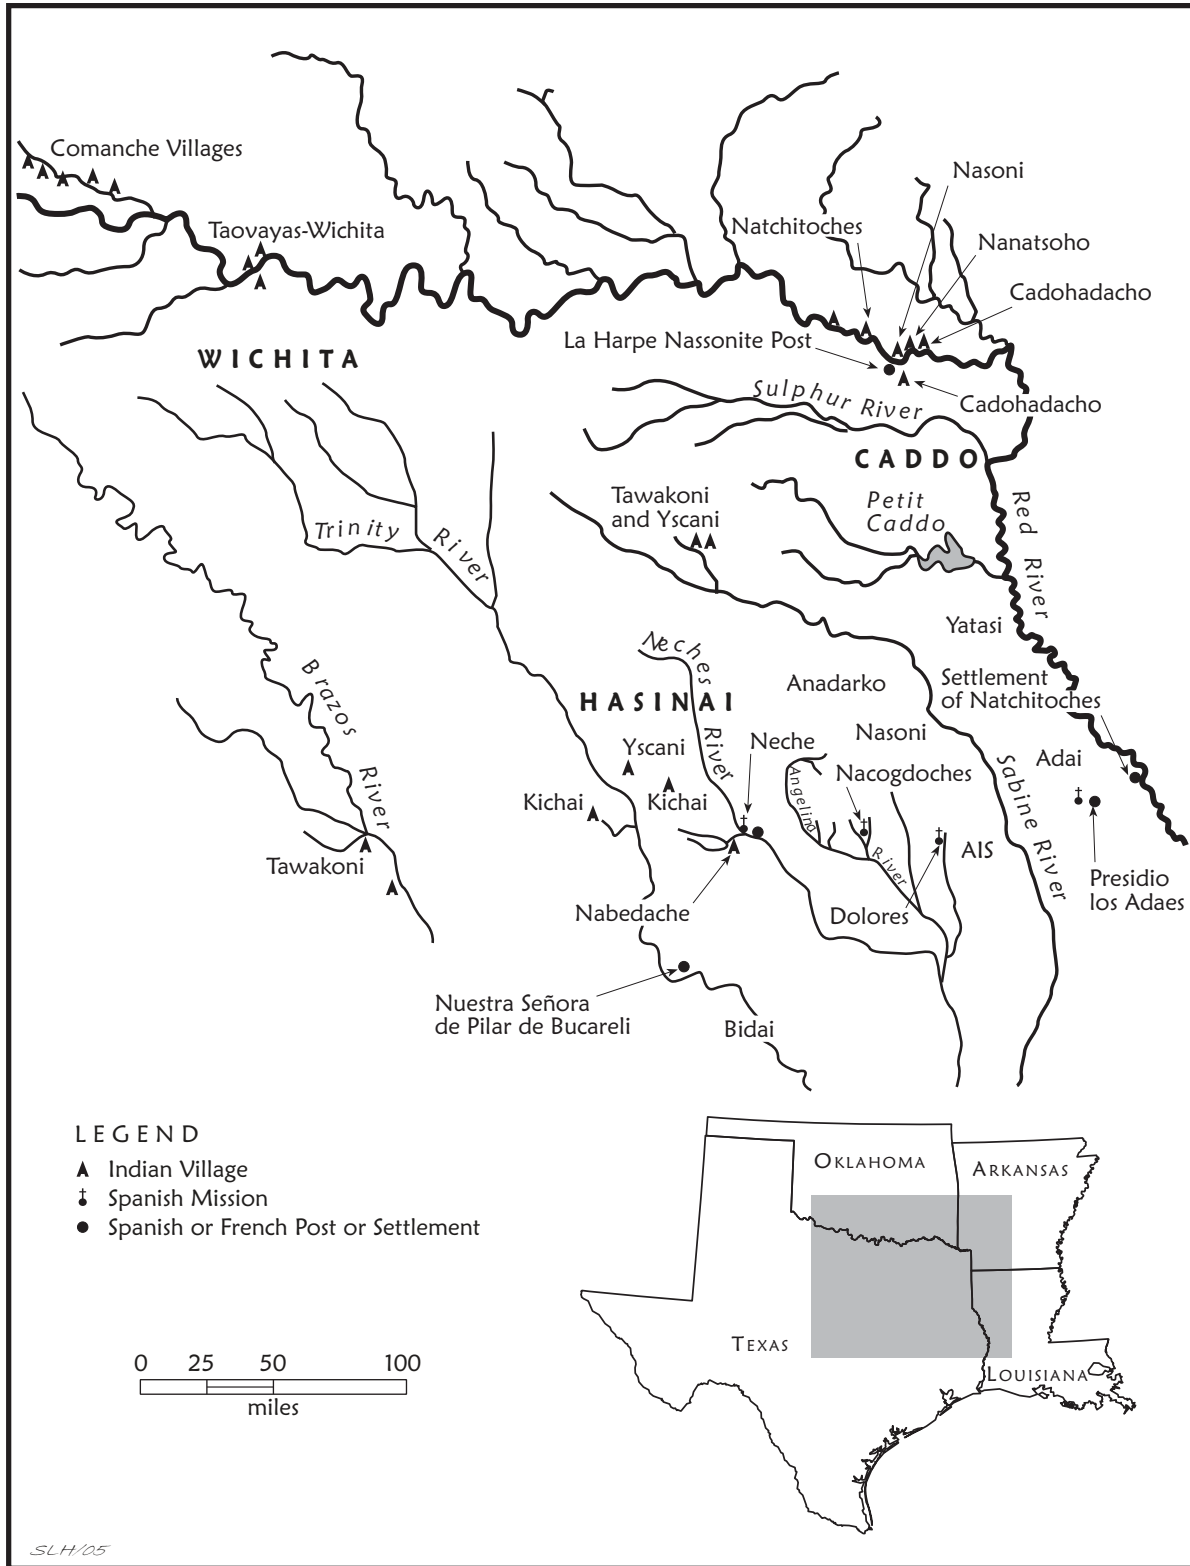 Comanche Villages
Taovayas-Wichita
Nasoni
Natchitoches
Nanatsoho
Cadohadacho
La Harpe Nassonite Post
WICHITA
Sulphur River
Cadohadacho
CADDO
Tawakoni
and Yscani
Petit
Caddo
Red River
Trinity River
Yatasi
Neches River
Brazos River
Anadarko
Settlement
of Natchitoches
HASINAI
Nasoni
Neche
Yscani
Adai
Sabine River
Nacogdoches
Angelina River
Kichai
Kichai
Tawakoni
AIS
Presidio
los Adaes
Nabedache
Dolores
Nuestra Señora
de Pilar de Bucareli
Bidai
LEGEND
Indian Village
Spanish Mission
Spanish or French Post or Settlement
OKLAHOMA
ARKANSAS
TEXAS
LOUISIANA
0 25 50 100
miles
SLH/05